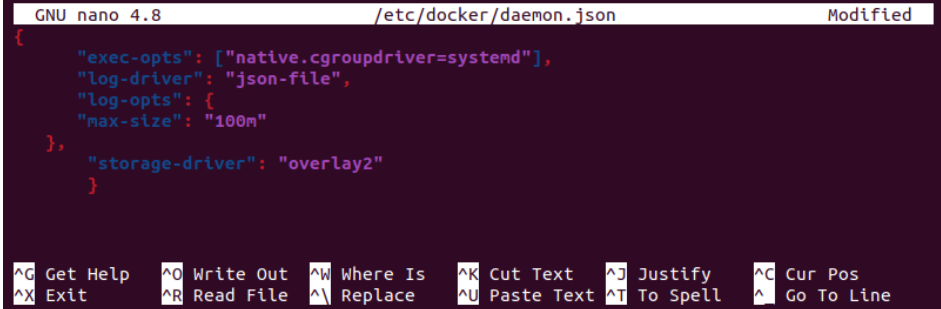 GNU nano 4.8 /etc/docker/daemon.json Modified
{
"exec-opts": ["native.cgroupdriver=systemd"],
"log-driver": "json-file",
"log-opts": {
"max-size": "100m"
},
"storage-driver": "overlay2"
}
^G Get Help ^O Write Out ^W Where Is ^K Cut Text ^J Justify ^C Cur Pos
^X Exit ^R Read File ^\ Replace ^U Paste Text ^T To Spell ^_ Go To Line